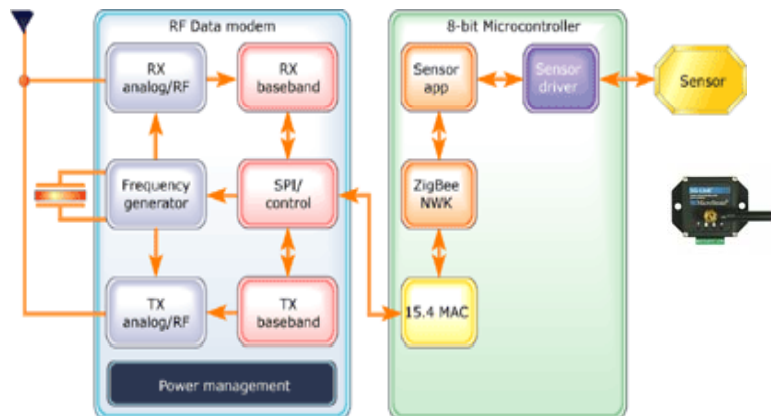 RF Data modem
8-bit Microcontroller
RX
analog/RF
RX
baseband
Sensor
app
Sensor
driver
Sensor
Frequency
generator
SPI/
control
ZigBee
NWK
TX
analog/RF
TX
baseband
15.4 MAC
Power management